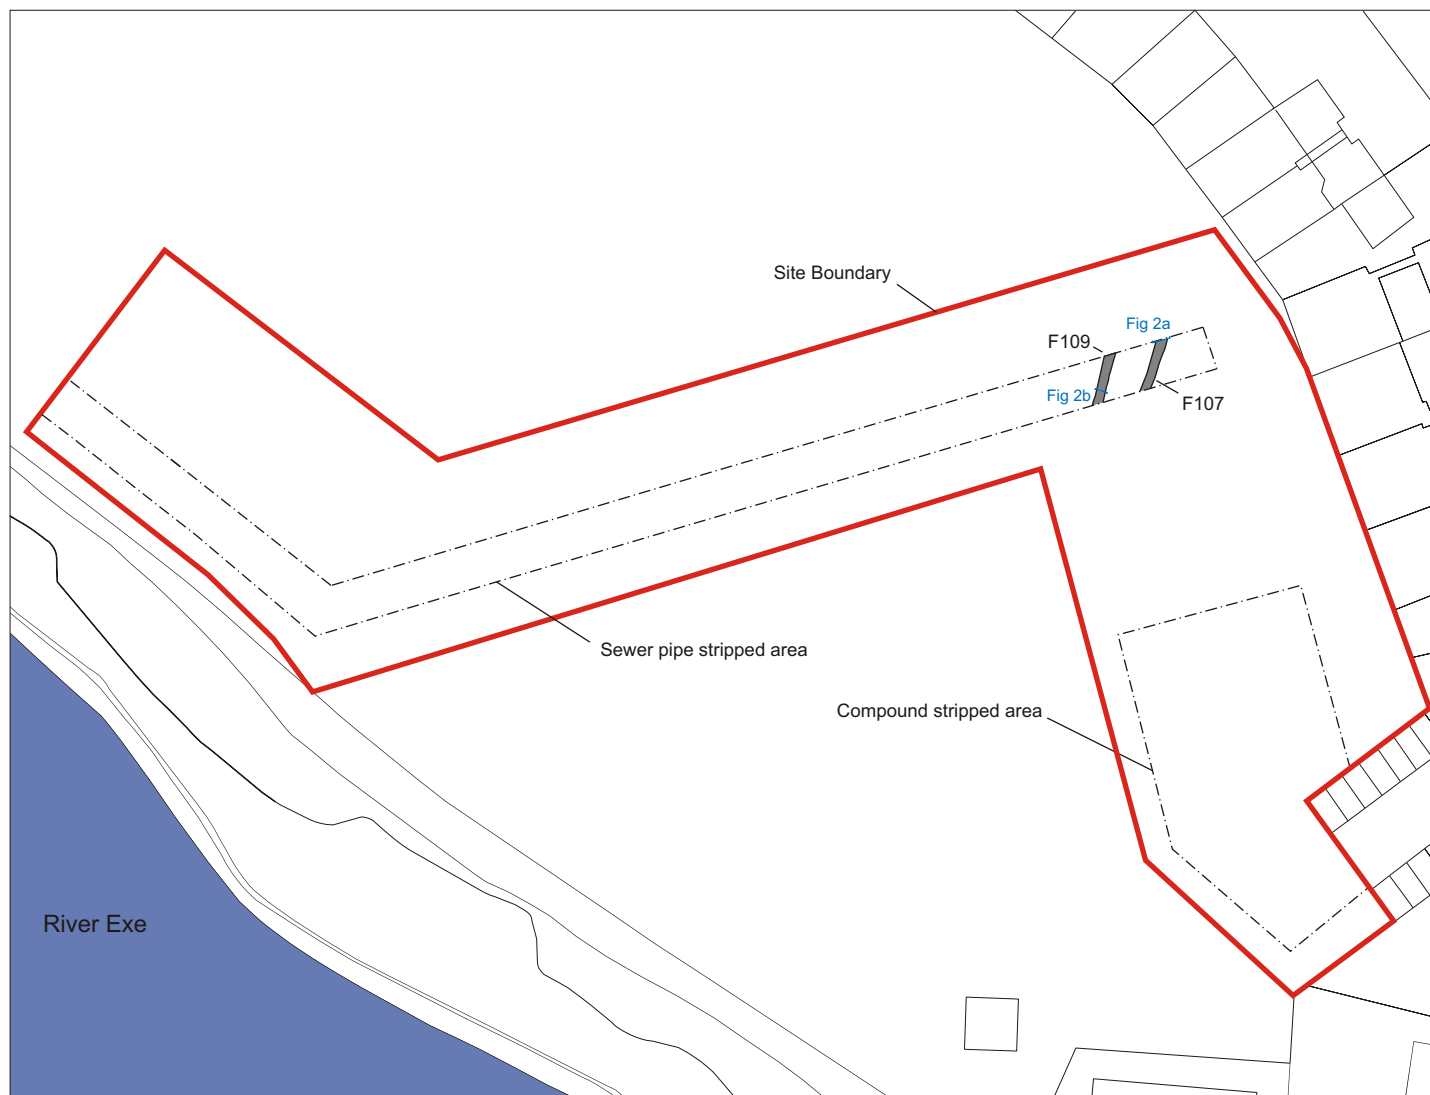 Site Boundary
Fig 2a
F109
Fig 2b
F107
Sewer pipe stripped area
Compound stripped area
River Exe